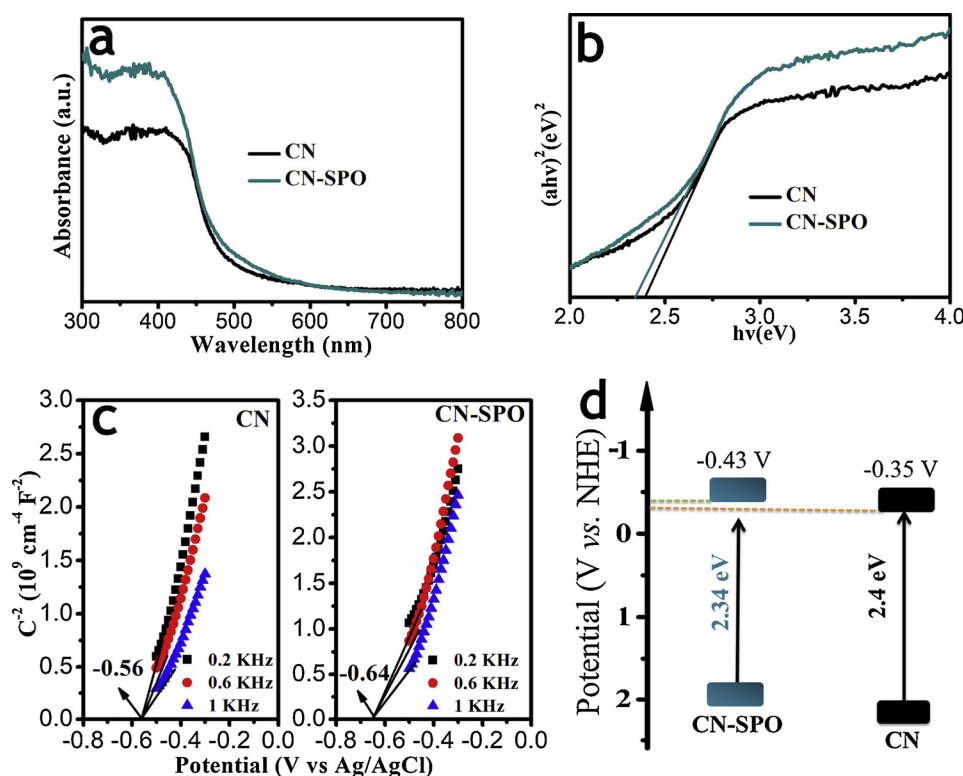 a
Absorbance (a.u.)
CN
CN-SPO
300 400 500 600 700 800
Wavelength (nm)
b
(ahv)²(eV)²
CN
CN-SPO
2.0 2.5 3.0 3.5 4.0
hv(eV)
c
C⁻² (10⁹ cm⁻⁴ F⁻²)
3.0
2.5
2.0
1.5
1.0
0.5
0.0
CN
-0.56
0.2 KHz
0.6 KHz
1 KHz
-0.8 -0.6 -0.4 -0.2 0.0
3.5
3.0
2.5
2.0
1.5
1.0
0.5
0.0
CN-SPO
-0.64
0.2 KHz
0.6 KHz
1 KHz
-0.8 -0.6 -0.4 -0.2 0.0
Potential (V vs Ag/AgCl)
d
Potential (V vs. NHE)
-1
0
1
2
-0.43 V
-0.35 V
2.34 eV
2.4 eV
CN-SPO
CN